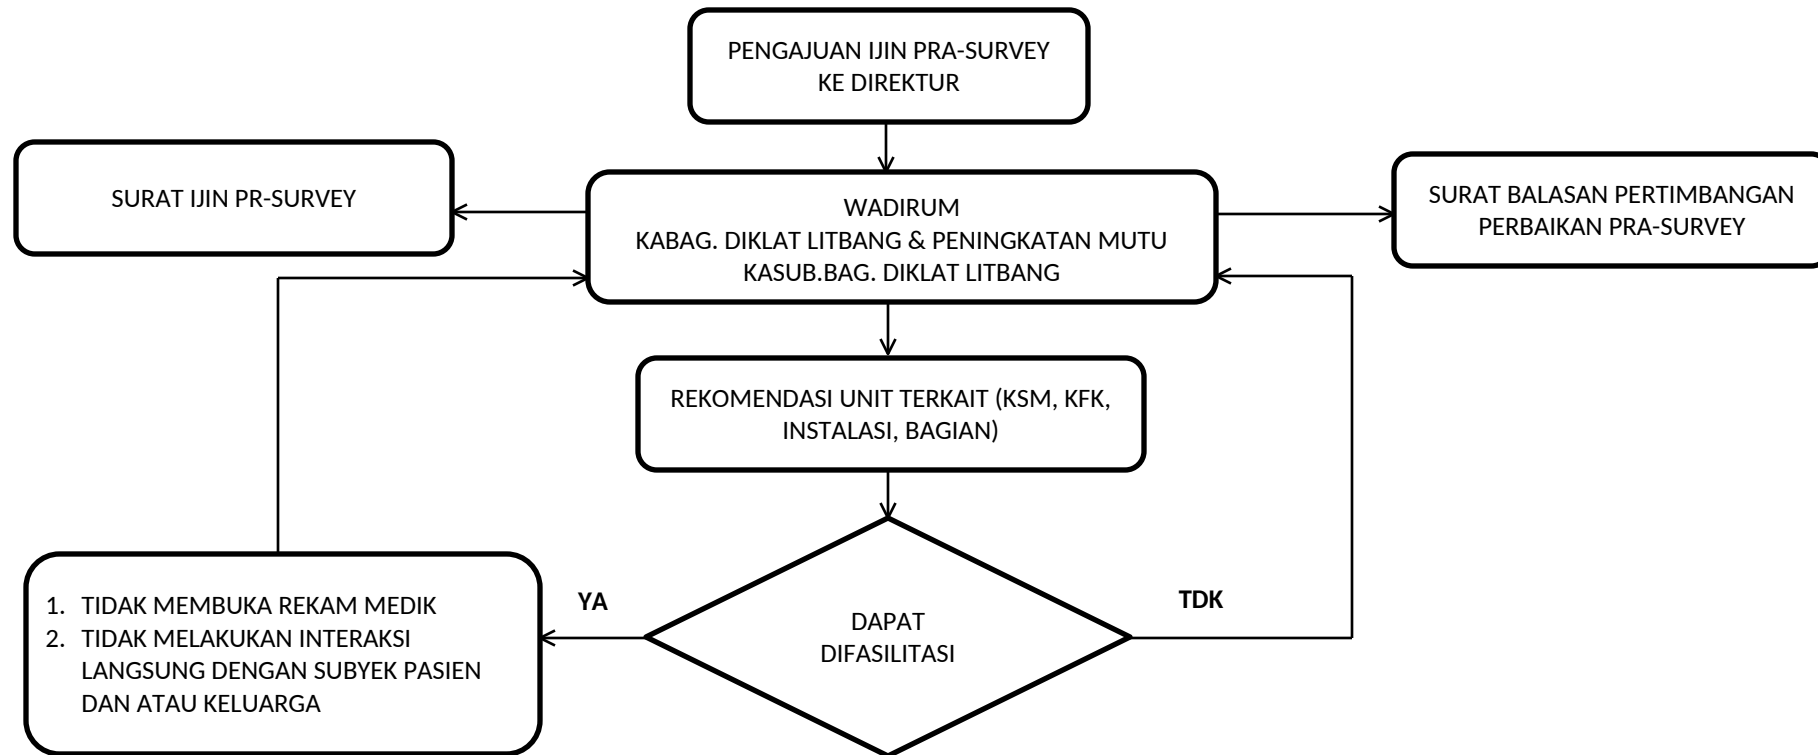 PENGAJUAN IJIN PRA-SURVEY
KE DIREKTUR
SURAT IJIN PR-SURVEY
WADIRUM
KABAG. DIKLAT LITBANG & PENINGKATAN MUTU
KASUB.BAG. DIKLAT LITBANG
SURAT BALASAN PERTIMBANGAN
PERBAIKAN PRA-SURVEY
REKOMENDASI UNIT TERKAIT (KSM, KFK,
INSTALASI, BAGIAN)
1. TIDAK MEMBUKA REKAM MEDIK
2. TIDAK MELAKUKAN INTERAKSI
LANGSUNG DENGAN SUBYEK PASIEN
DAN ATAU KELUARGA
YA
DAPAT
DIFASILITASI
TDK